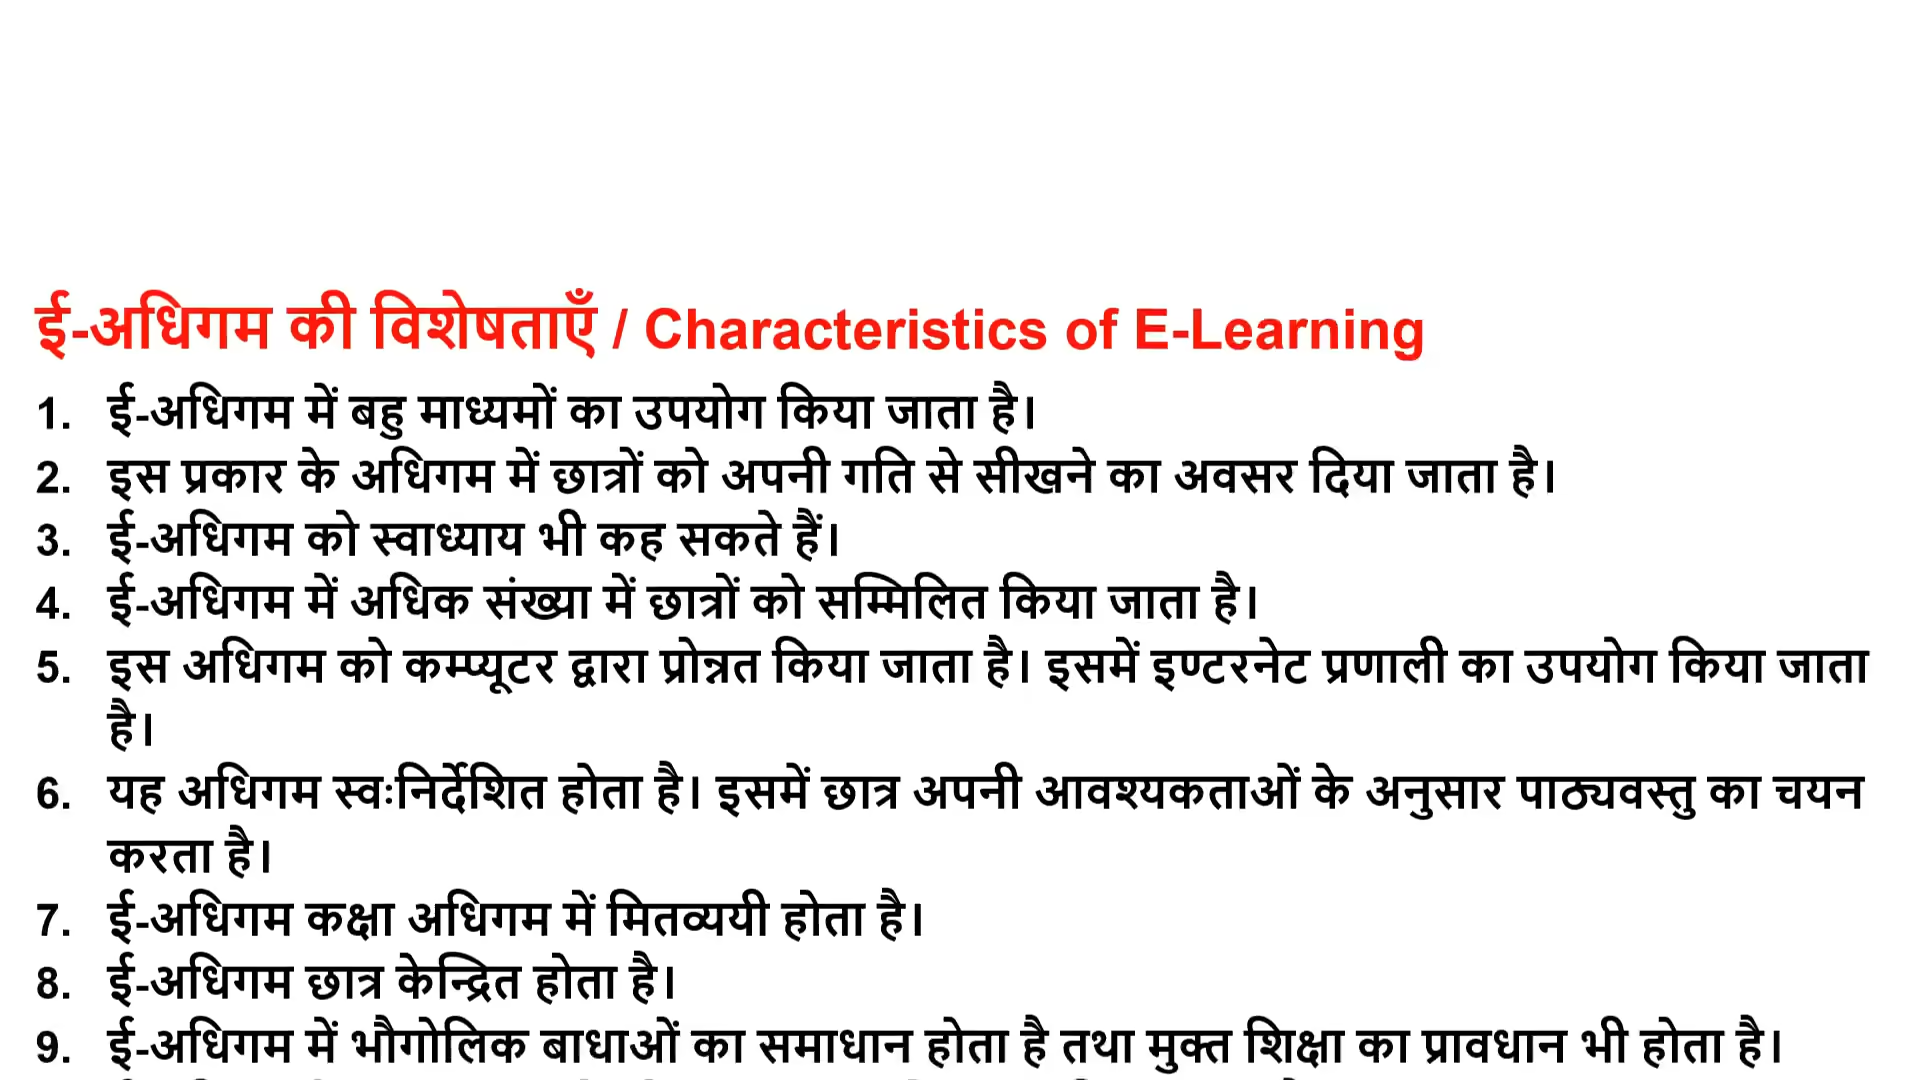 ई-अधिगम की विशेषताएँ / Characteristics of E-Learning
1. ई-अधिगम में बहु माध्यमों का उपयोग किया जाता है।
2. इस प्रकार के अधिगम में छात्रों को अपनी गति से सीखने का अवसर दिया जाता है।
3. ई-अधिगम को स्वाध्याय भी कह सकते हैं।
4. ई-अधिगम में अधिक संख्या में छात्रों को सम्मिलित किया जाता है।
5. इस अधिगम को कम्प्यूटर द्वारा प्रोन्नत किया जाता है। इसमें इण्टरनेट प्रणाली का उपयोग किया जाता
है।
6. यह अधिगम स्वःनिर्देशित होता है। इसमें छात्र अपनी आवश्यकताओं के अनुसार पाठ्यवस्तु का चयन
करता है।
7. ई-अधिगम कक्षा अधिगम में मितव्ययी होता है।
8. ई-अधिगम छात्र केन्द्रित होता है।
9. ई-अधिगम में भौगोलिक बाधाओं का समाधान होता है तथा मुक्त शिक्षा का प्रावधान भी होता है।